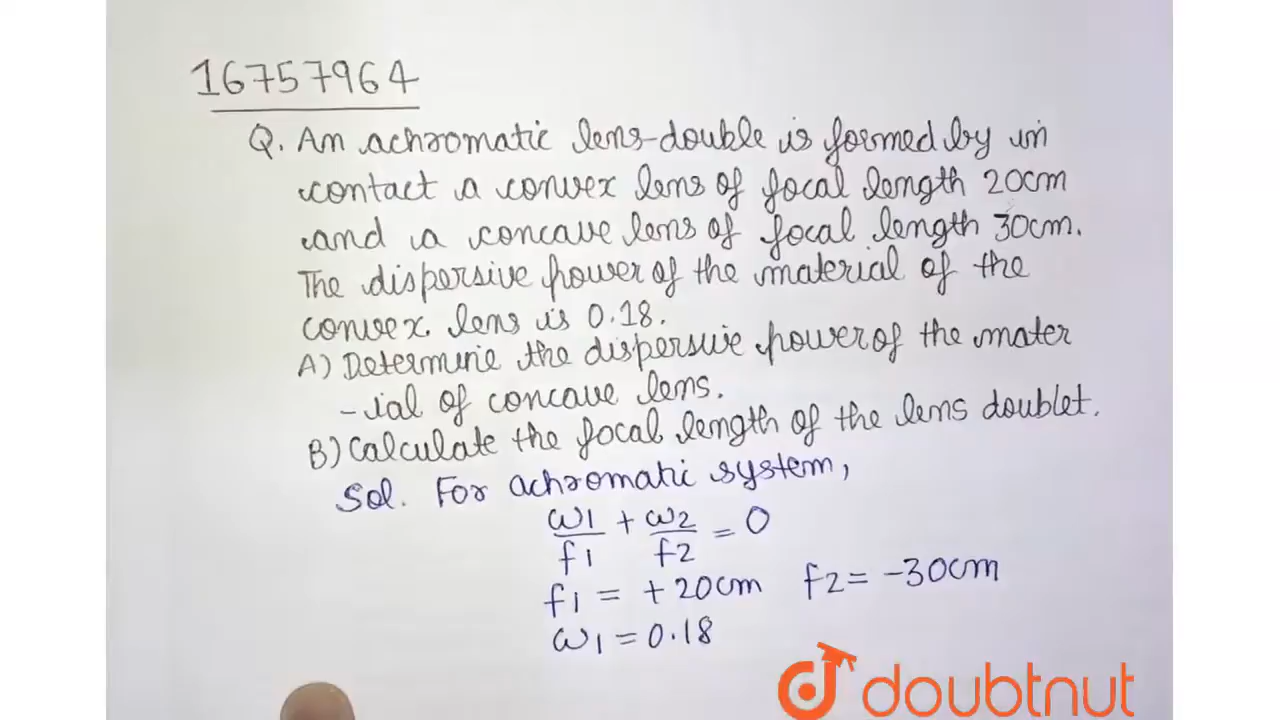 16757964
Q. An achromatic lens-double is formed by in
contact a convex lens of focal length 20cm
and a concave lens of focal length 30cm.
The dispersive power of the material of the
convex lens is 0.18.
A) Determine the dispersive power of the mater
-ial of concave lens.
B) Calculate the focal length of the lens doublet.
Sol. For achromatic system,
ω1/f1 + ω2/f2 = 0
f1 = +20cm f2 = -30cm
ω1 = 0.18
doubtnut